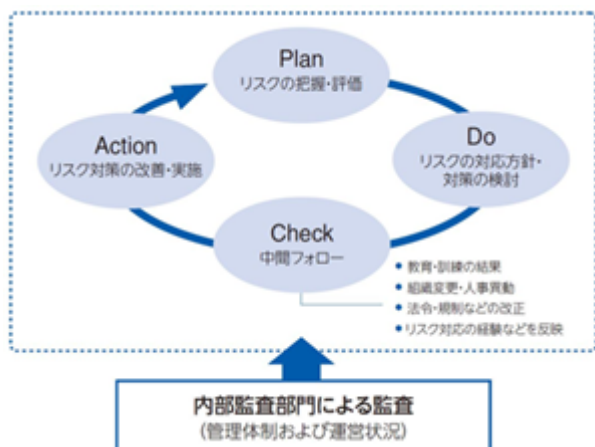 Plan
リスクの把握・評価
Action
リスク対策の改善・実施
Do
リスクの対応方針・
対策の検討
Check
中間フォロー
• 教育・訓練の結果
• 組織変更・人事異動
• 法令・規制などの改正
• リスク対応の経験などを反映
内部監査部門による監査
(管理体制および運営状況)